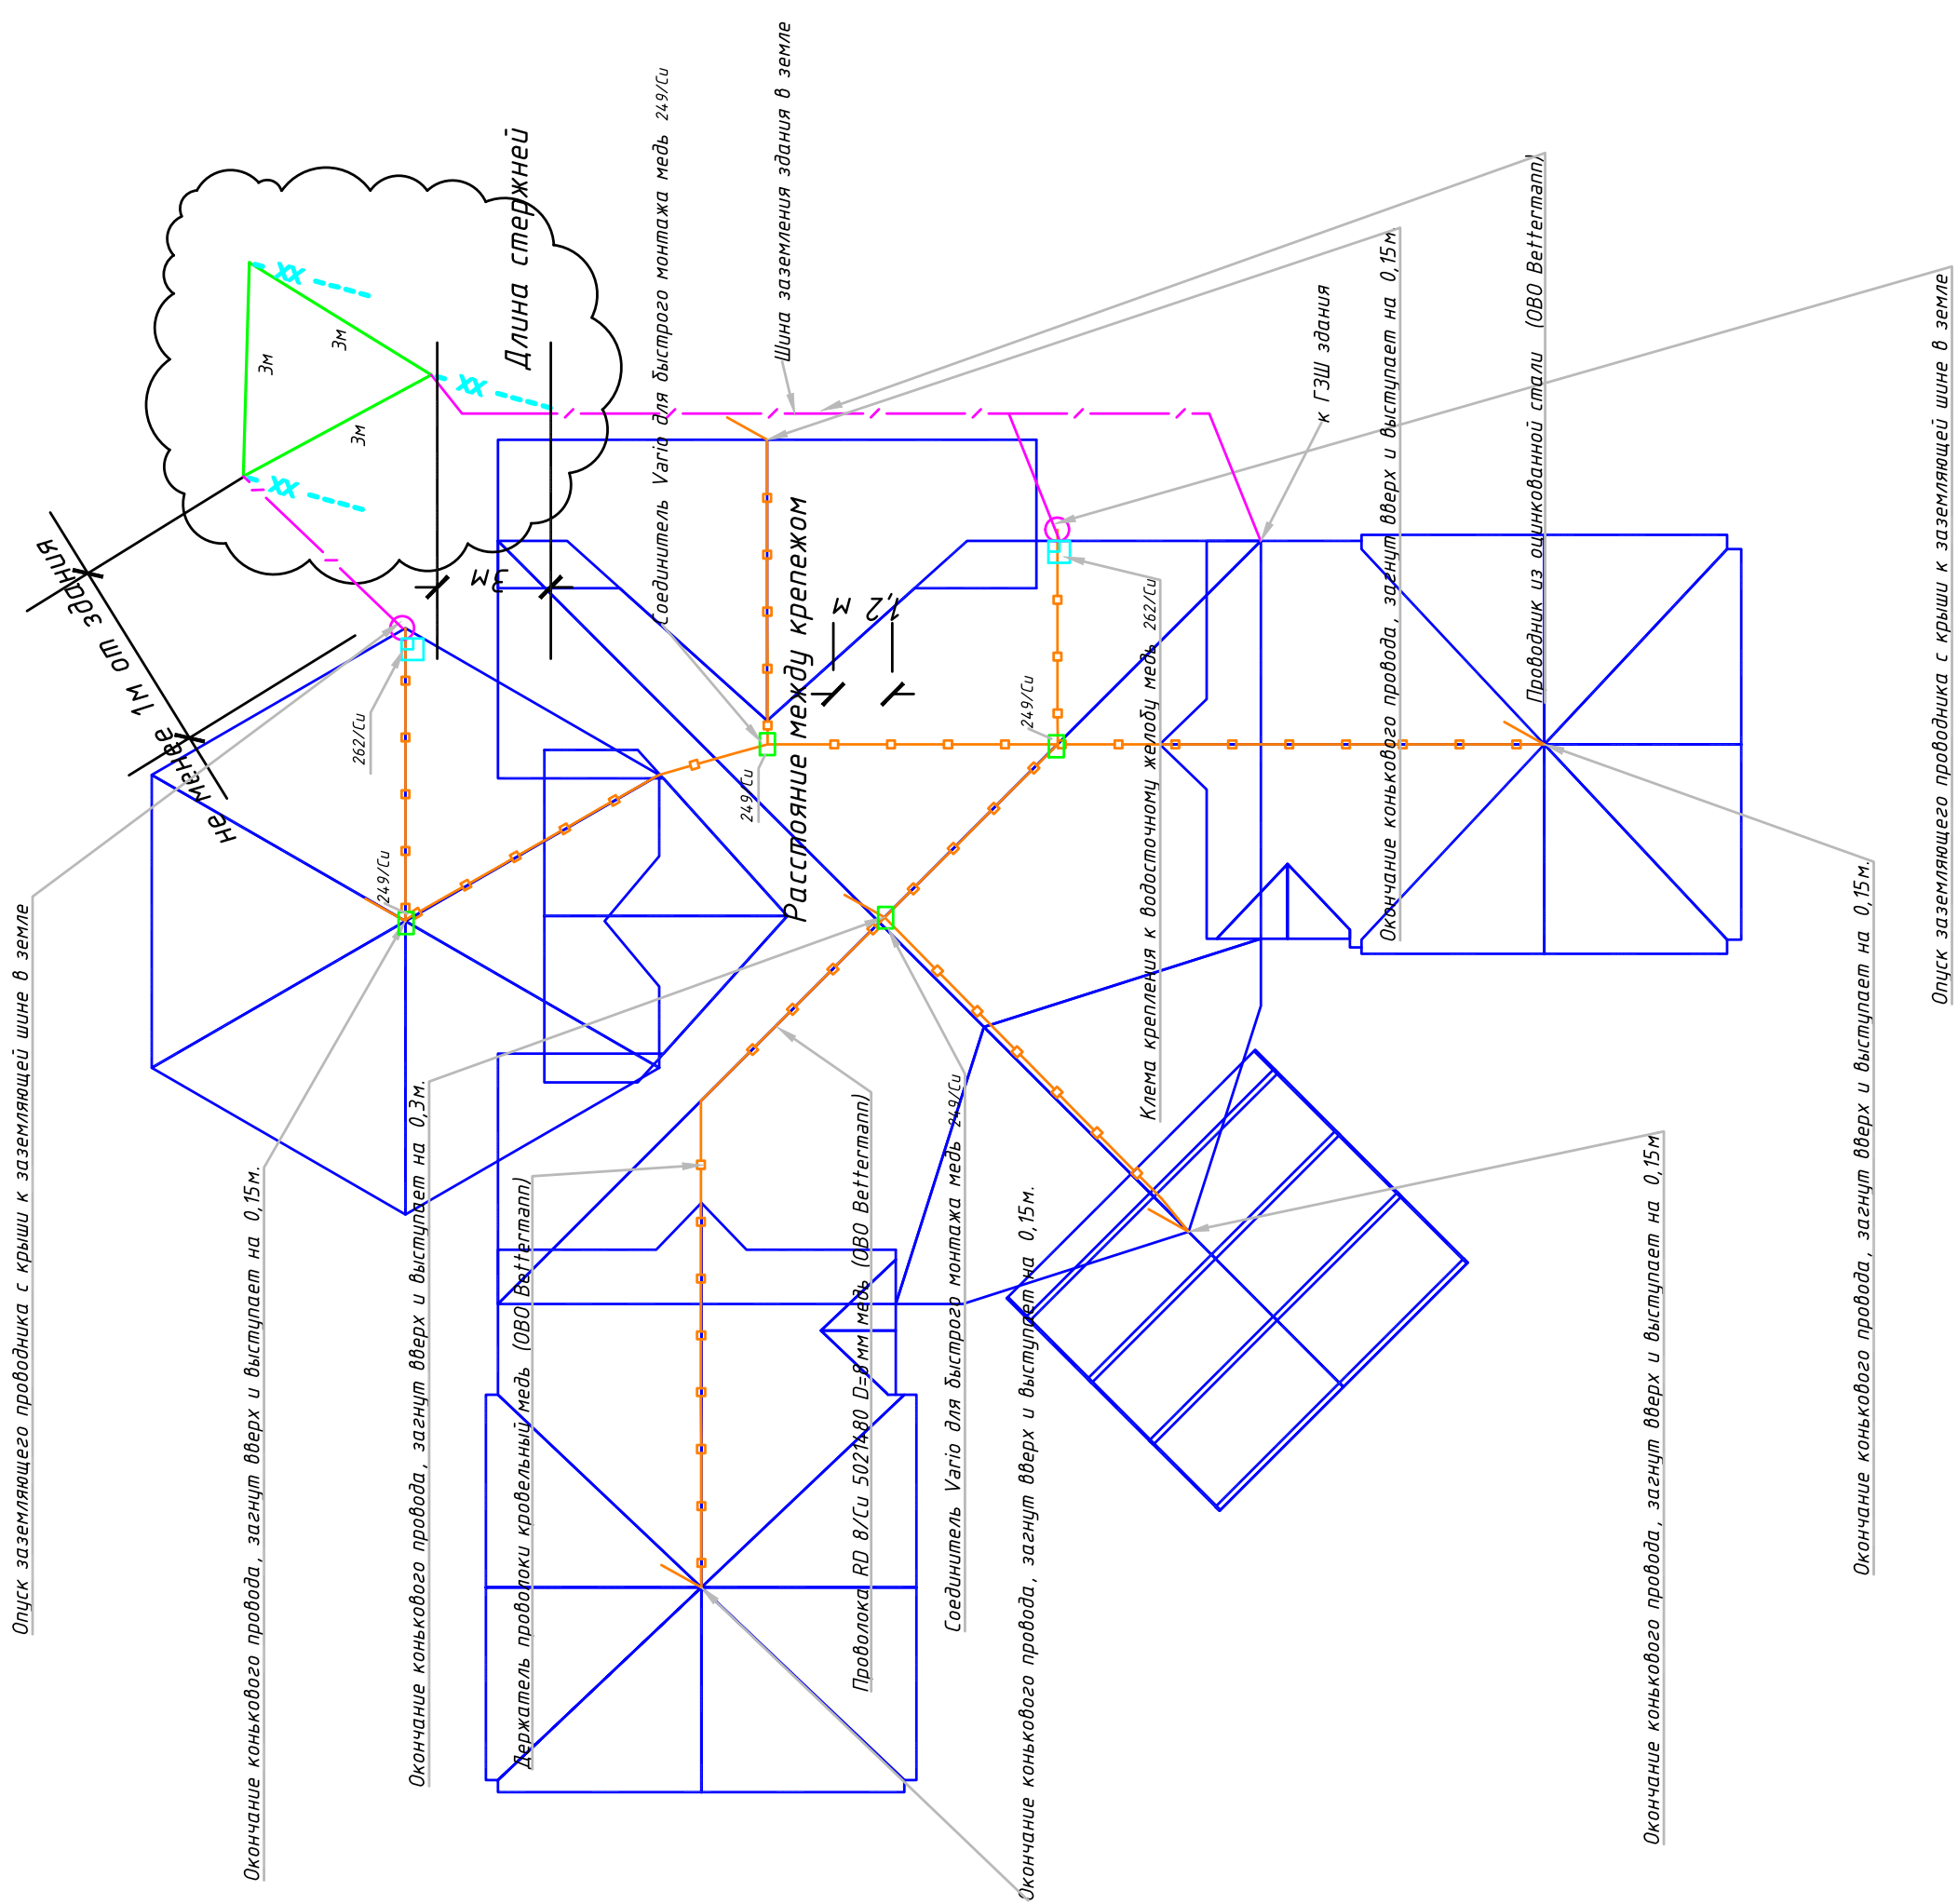 Опуск заземляющего проводника с крыши к заземляющей шине в земле
не менее 1м от здания
Окончание конькового провода, загнут вверх и выступает на 0,15м.
3м
3м
3м
XX
XX
XX
262/Cu
249/Cu
Окончание конькового провода, загнут вверх и выступает на 0,3м.
3м
Длина стержней
Держатель проволоки кровельный медь (OBO Bettermann)
Соединитель Vario для быстрого монтажа медь 249/Cu
249/Cu
Шина заземления здания в земле
Расстояние между крепежом
1,2 м
Проволока RD 8/Cu 5021480 D=8мм медь (OBO Bettermann)
Соединитель Vario для быстрого монтажа медь 249/Cu
249/Cu
Окончание конькового провода, загнут вверх и выступает на 0,15м.
Клема крепления к водосточному желобу медь 262/Cu
к ГЗШ здания
Окончание конькового провода, загнут вверх и выступает на 0,15м.
Проводник из оцинкованной стали (OBO Bettermann)
Окончание конькового провода, загнут вверх и выступает на 0,15м
Окончание конькового провода, загнут вверх и выступает на 0,15м.
Опуск заземляющего проводника с крыши к заземляющей шине в земле